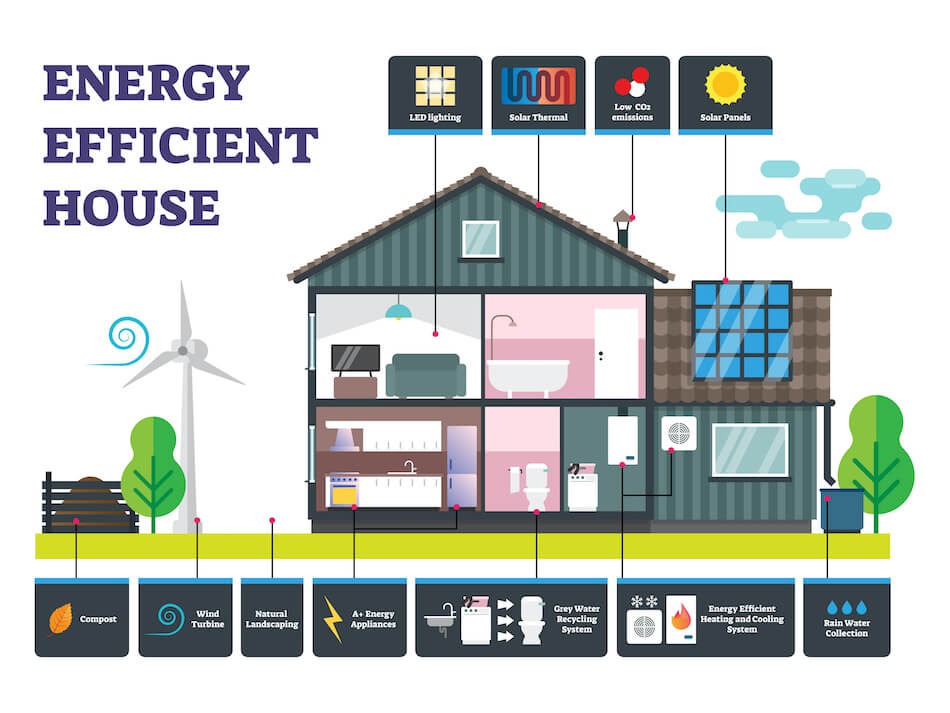 ENERGY
EFFICIENT
HOUSE
LED lighting
Solar Thermal
Low CO2
emissions
Solar Panels
Compost
Wind
Turbine
Natural
Landscaping
A+ Energy
Appliances
Grey Water
Recycling
System
Energy Efficient
Heating and Cooling
System
Rain Water
Collection